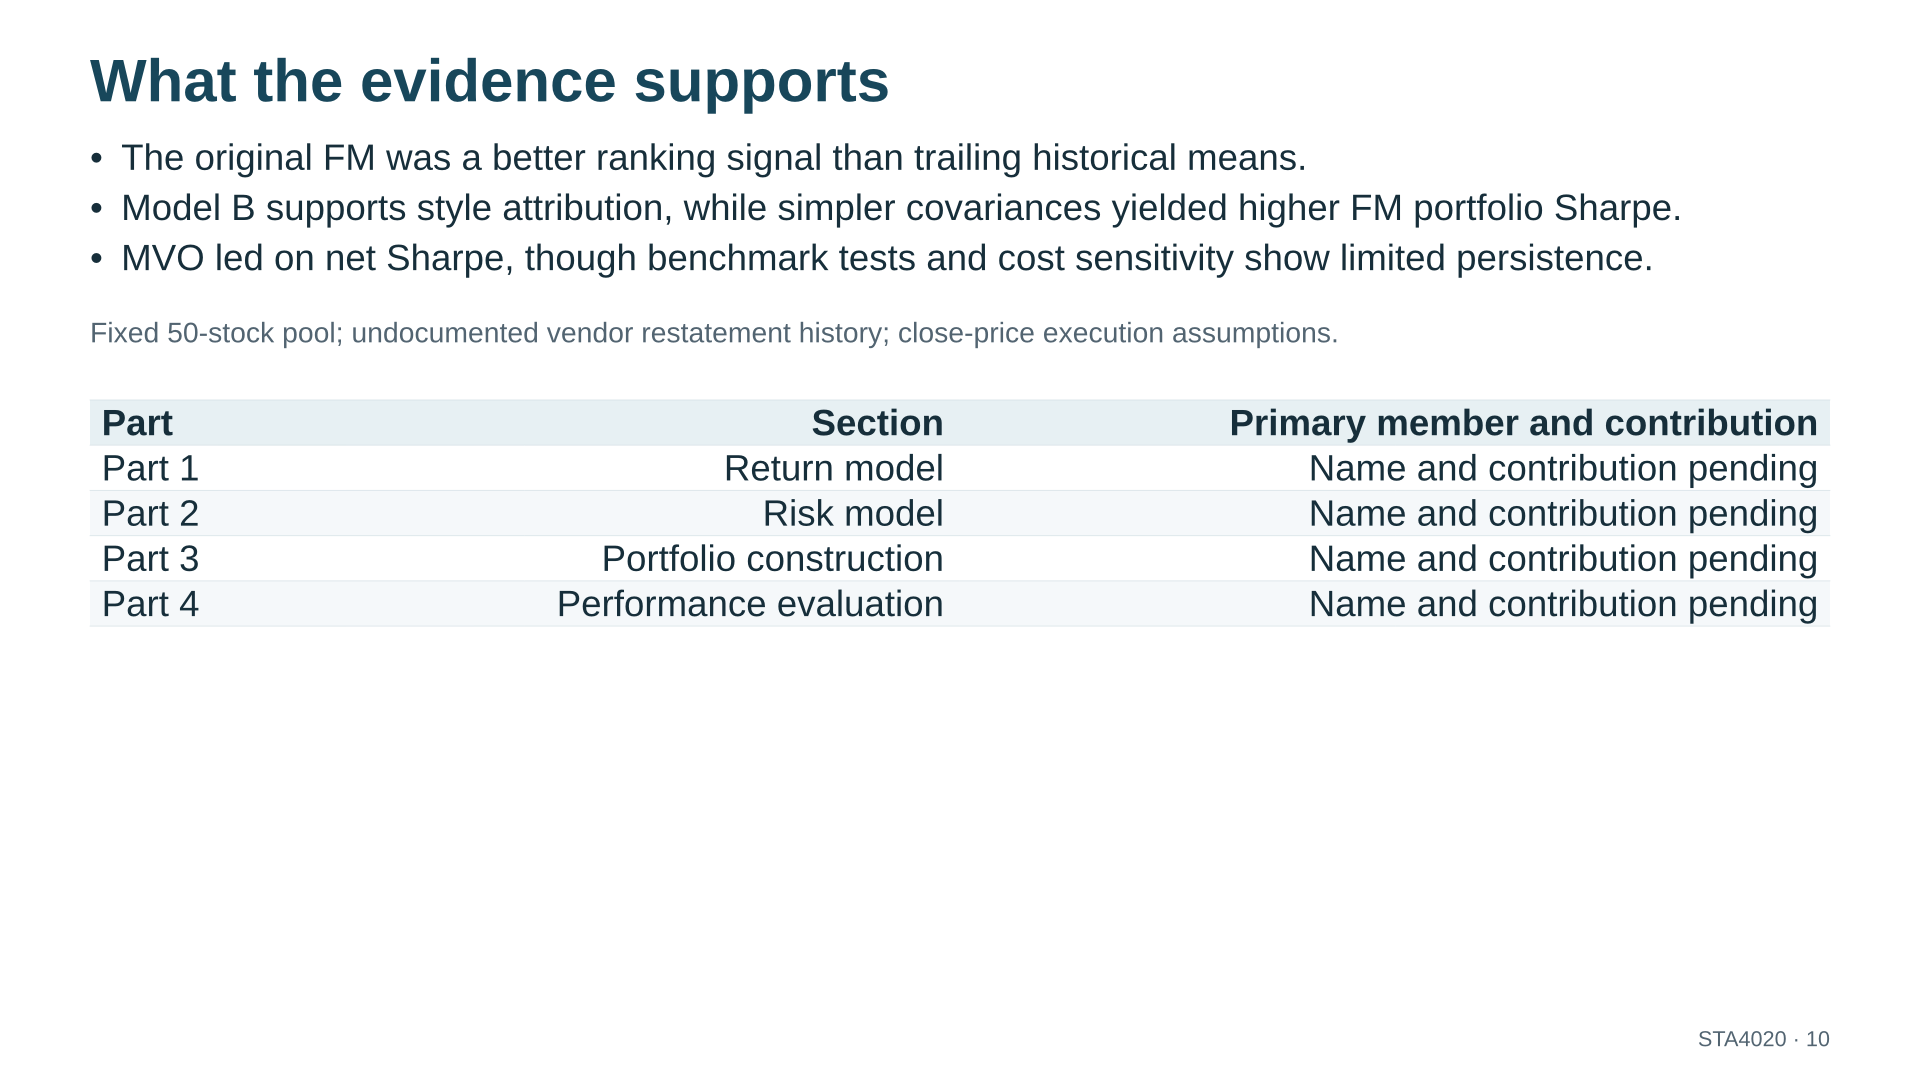 What the evidence supports
• The original FM was a better ranking signal than trailing historical means.
• Model B supports style attribution, while simpler covariances yielded higher FM portfolio Sharpe.
• MVO led on net Sharpe, though benchmark tests and cost sensitivity show limited persistence.
Fixed 50-stock pool; undocumented vendor restatement history; close-price execution assumptions.
Part Section Primary member and contribution
Part 1 Return model Name and contribution pending
Part 2 Risk model Name and contribution pending
Part 3 Portfolio construction Name and contribution pending
Part 4 Performance evaluation Name and contribution pending
STA4020 · 10